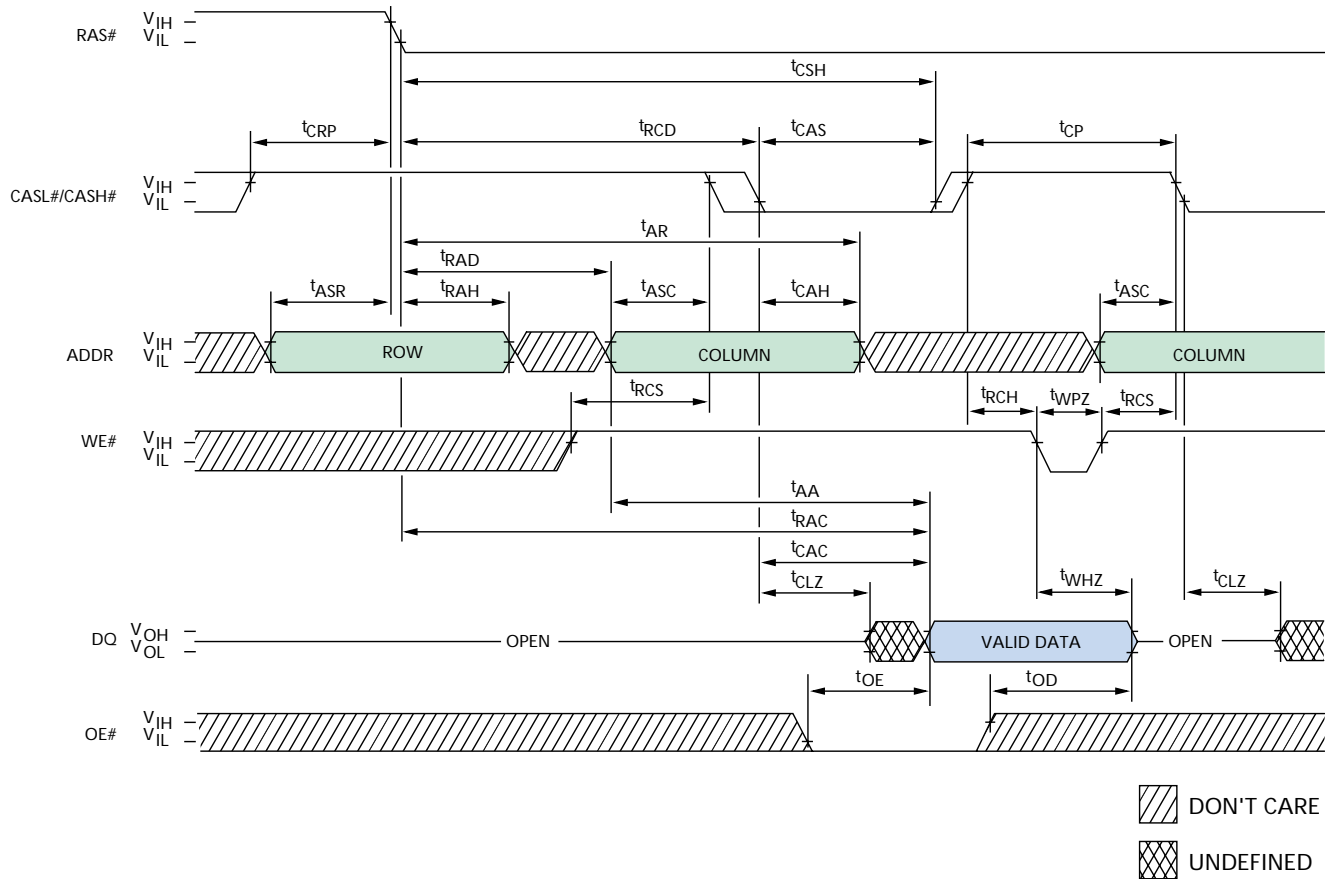 RAS# VIH VIL
tCSH
tCRP tRCD tCAS tCP
CASL#/CASH# VIH VIL
tAR
tRAD
tASR tRAH tASC tCAH tASC
ADDR VIH VIL ROW COLUMN COLUMN
tRCS tRCH tWPZ tRCS
WE# VIH VIL
tAA
tRAC
tCAC
tCLZ tWHZ tCLZ
DQ VOH VOL OPEN VALID DATA OPEN
tOE tOD
OE# VIH VIL
DON'T CARE
UNDEFINED